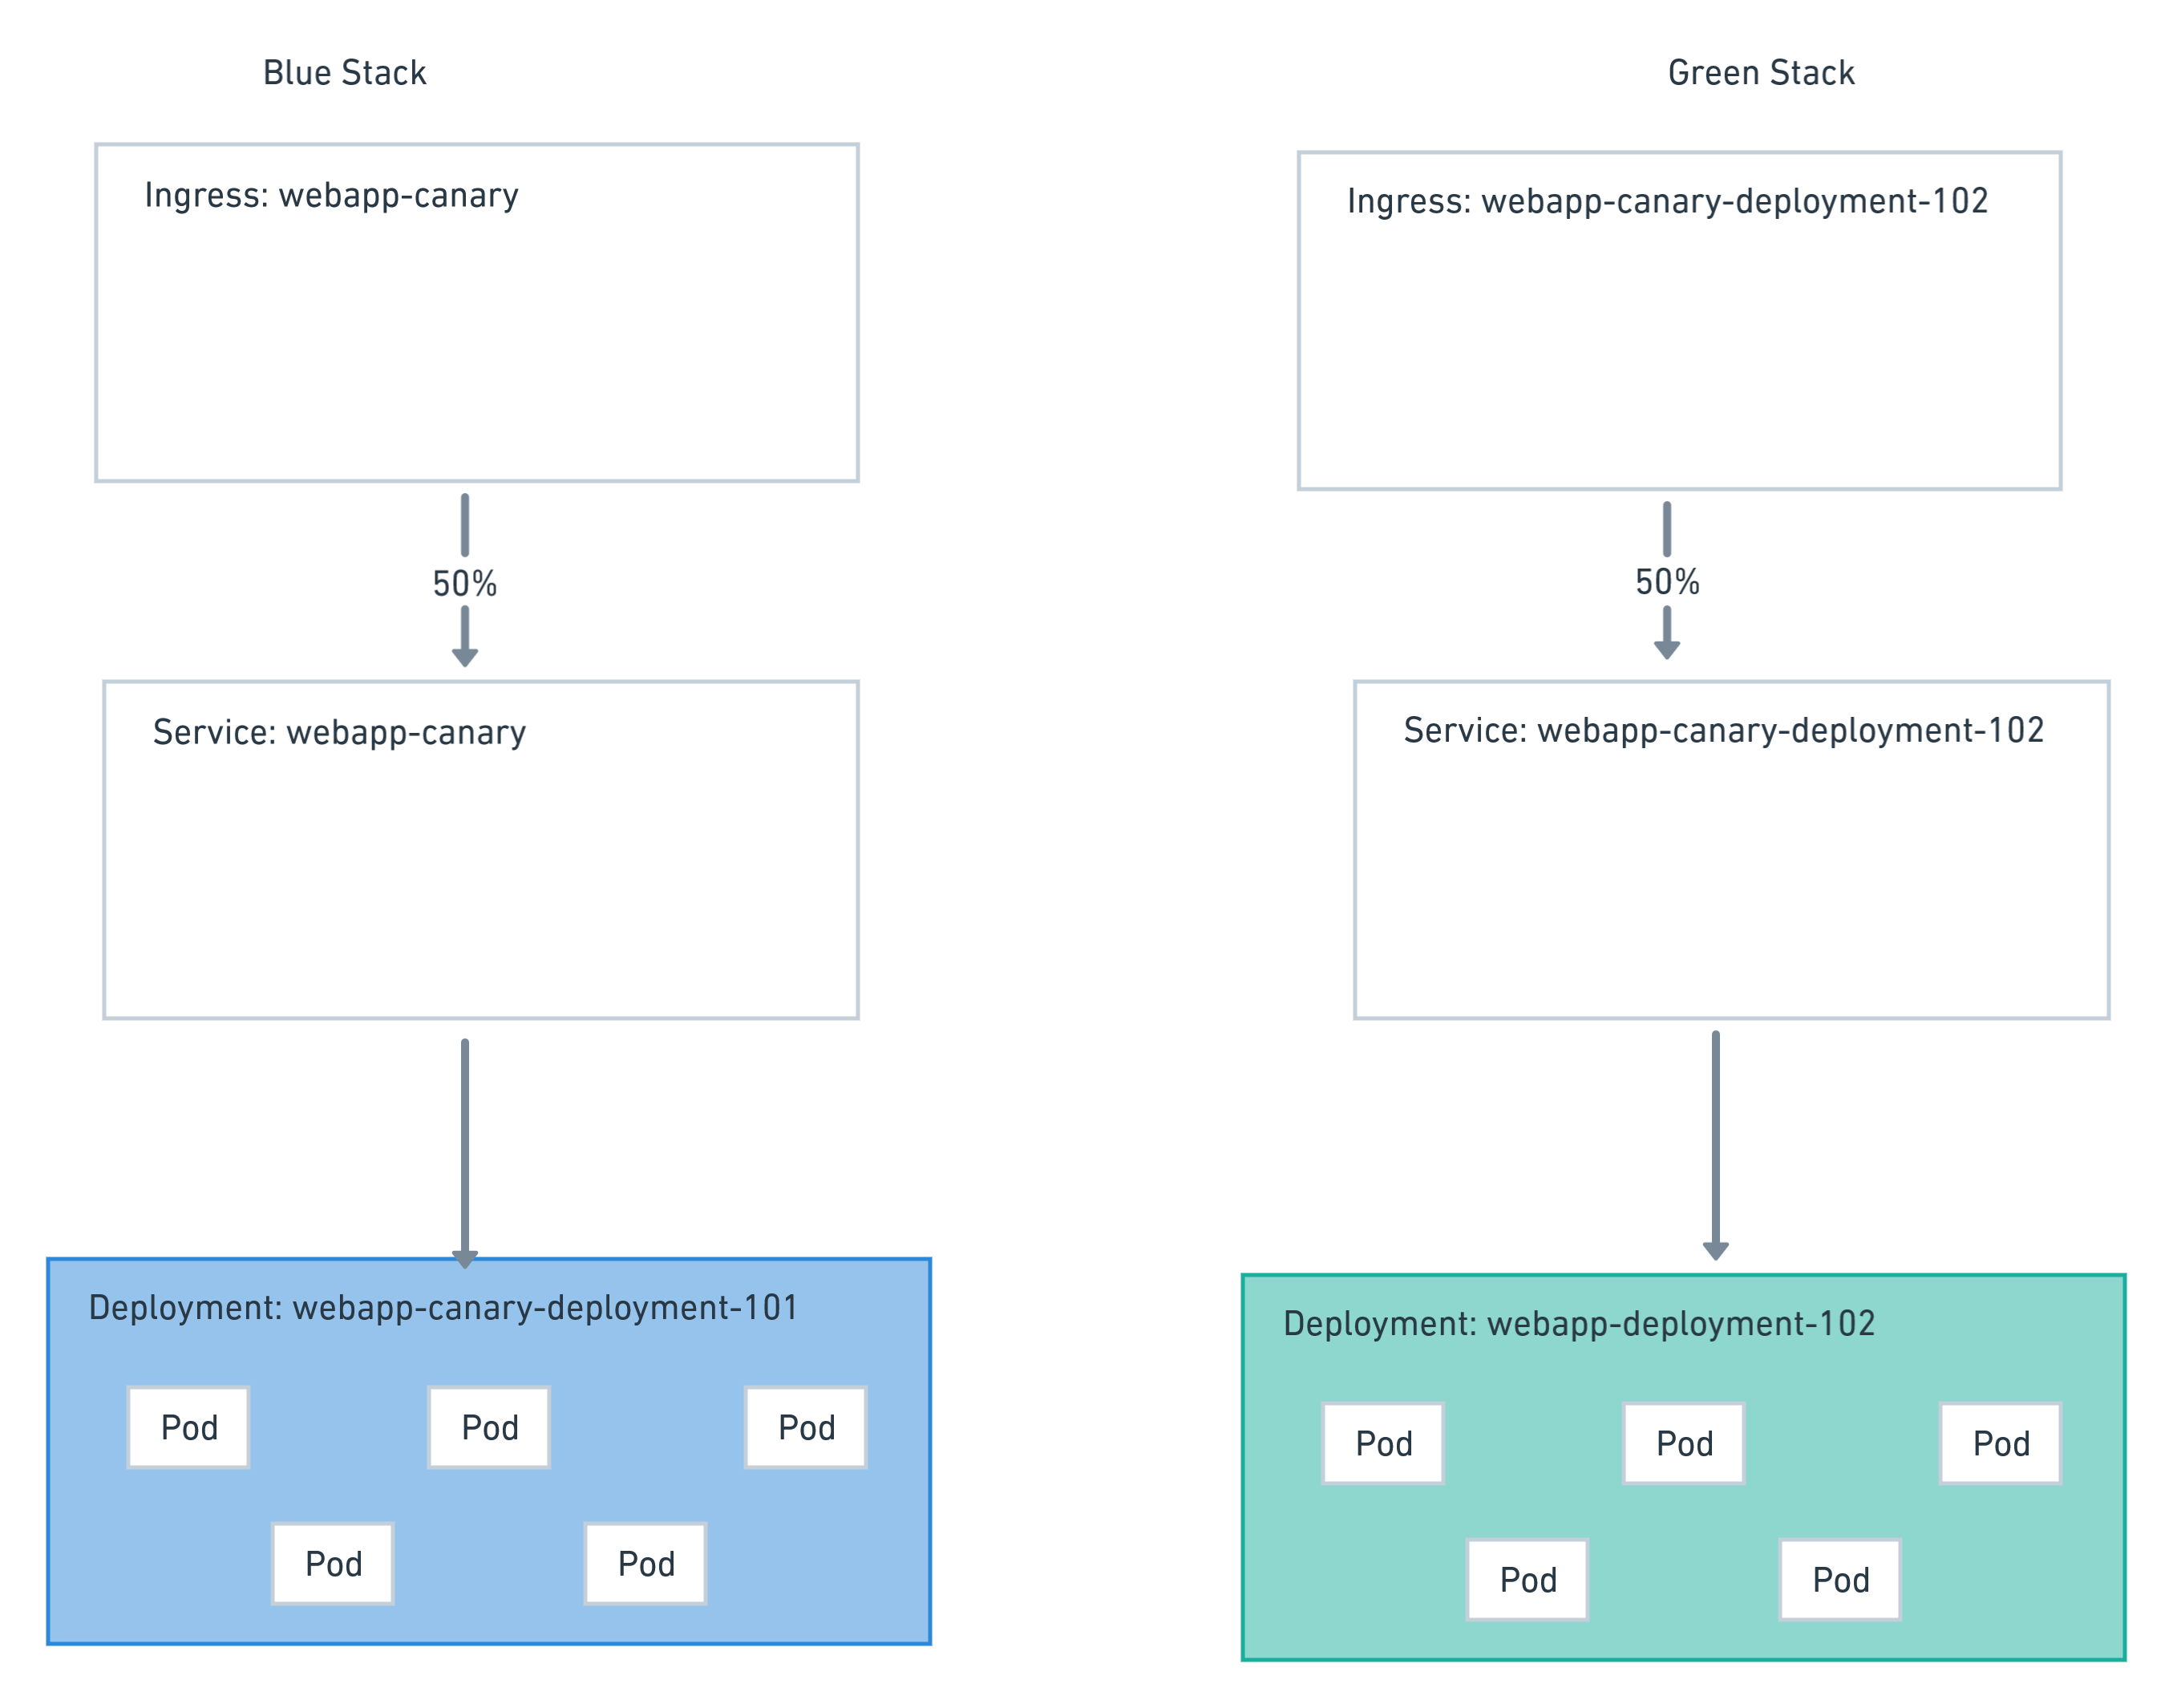 Blue Stack
Ingress: webapp-canary
50%
Service: webapp-canary
Deployment: webapp-canary-deployment-101
Pod
Pod
Pod
Pod
Pod
Green Stack
Ingress: webapp-canary-deployment-102
50%
Service: webapp-canary-deployment-102
Deployment: webapp-deployment-102
Pod
Pod
Pod
Pod
Pod